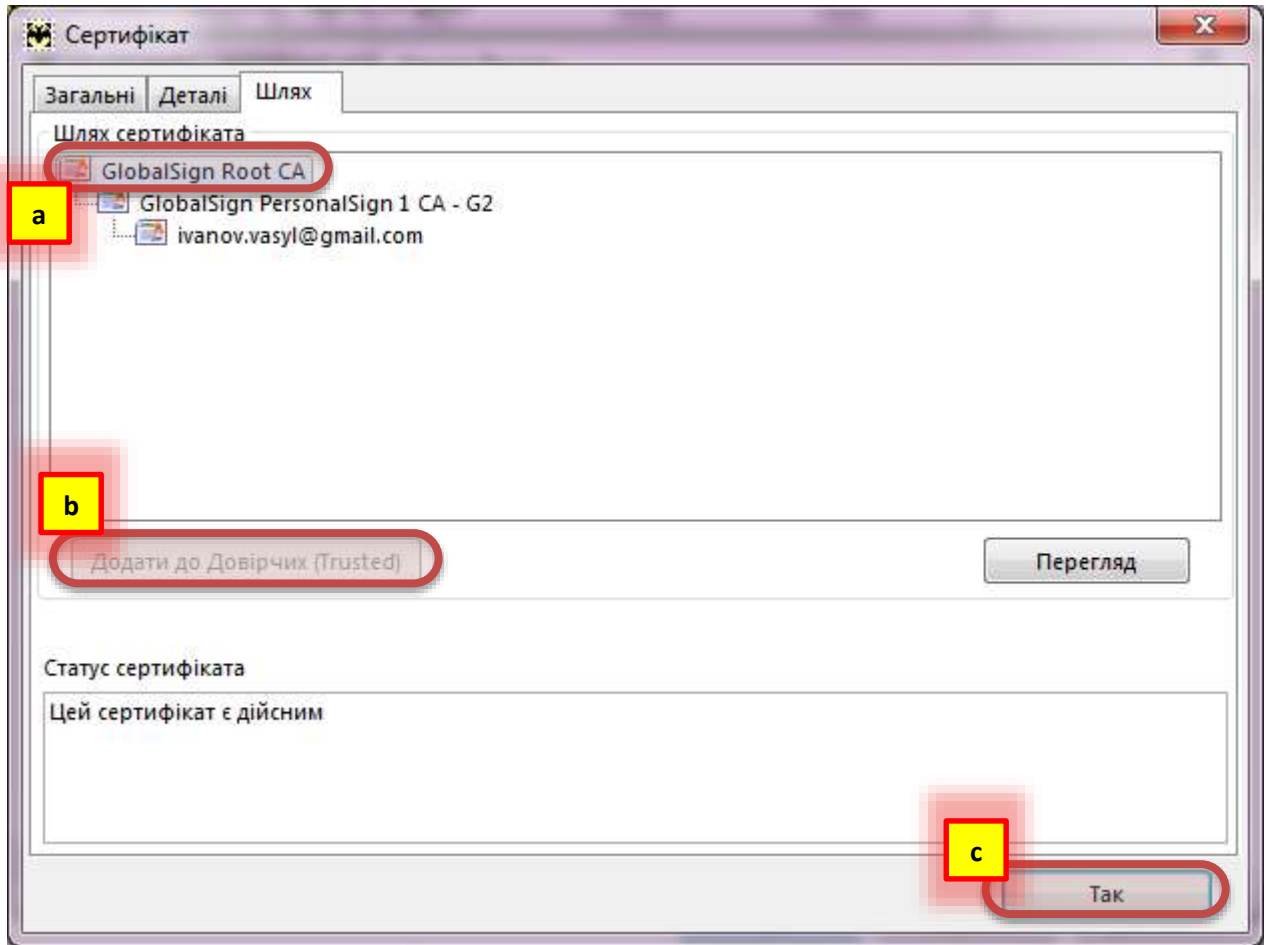 Сертифікат
Загальні Деталі Шлях
Шлях сертифіката
GlobalSign Root CA
a
GlobalSign PersonalSign 1 CA - G2
ivanov.vasyl@gmail.com
b
Додати до Довірчих (Trusted)
Перегляд
Статус сертифіката
Цей сертифікат є дійсним
c
Так